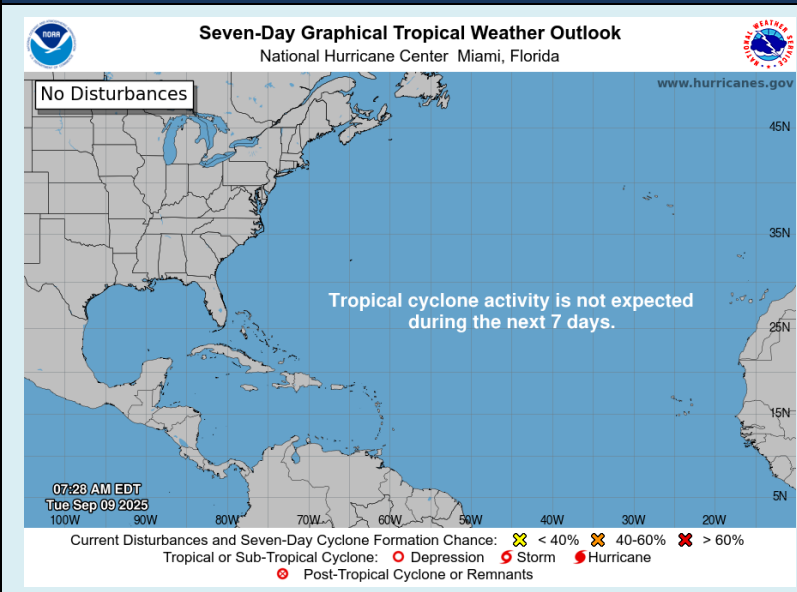 Seven-Day Graphical Tropical Weather Outlook
National Hurricane Center Miami, Florida
NOAA
NATIONAL WEATHER SERVICE
www.hurricanes.gov
No Disturbances
45N
35N
Tropical cyclone activity is not expected
during the next 7 days.
25N
15N
07:28 AM EDT
Tue Sep 09 2025
5N
100W 90W 80W 70W 60W 50W 40W 30W 20W
Current Disturbances and Seven-Day Cyclone Formation Chance: < 40% 40-60% > 60%
Tropical or Sub-Tropical Cyclone: Depression Storm Hurricane
Post-Tropical Cyclone or Remnants